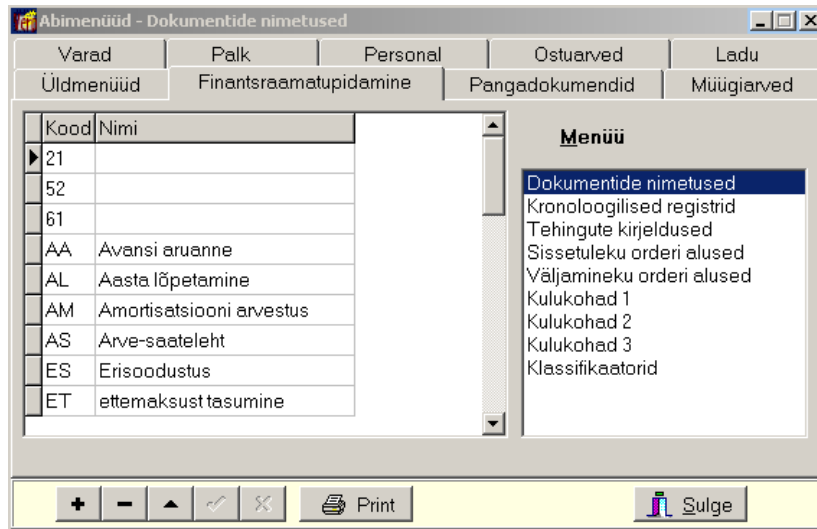 Abimenüüd - Dokumentide nimetused
Varad Palk Personal Ostuarved Ladu
Üldmenüüd Finantsraamatupidamine Pangadokumendid Müügiarved
Kood Nimi
21
52
61
AA Avansi aruanne
AL Aasta lõpetamine
AM Amortisatsiooni arvestus
AS Arve-saateleht
ES Erisoodustus
ET ettemaksust tasumine
Menüü
Dokumentide nimetused
Kronoloogilised registrid
Tehingute kirjeldused
Sissetuleku orderi alused
Väljamineku orderi alused
Kulukohad 1
Kulukohad 2
Kulukohad 3
Klassifikaatorid
Print
Sulge